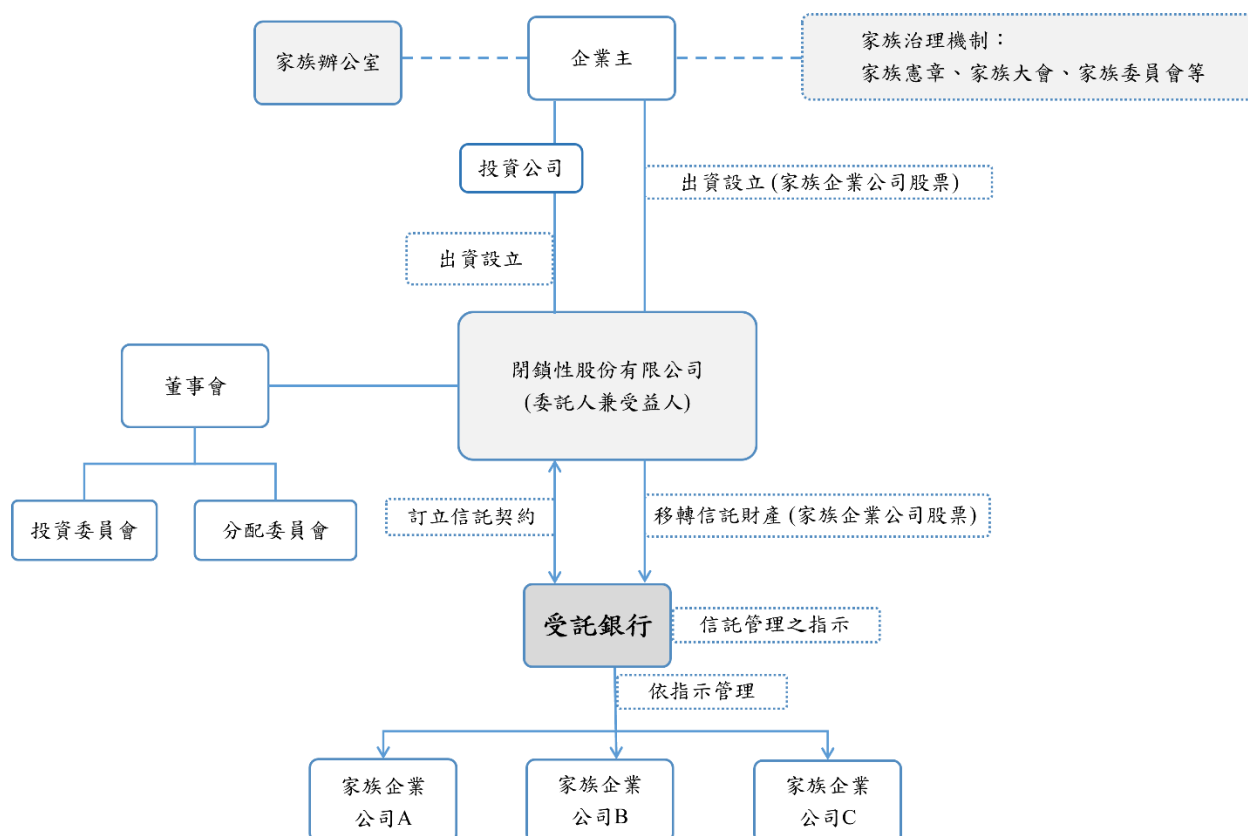 家族辦公室
企業主
家族治理機制：
家族憲章、家族大會、家族委員會等
投資公司
出資設立 (家族企業公司股票)
出資設立
閉鎖性股份有限公司
(委託人兼受益人)
董事會
投資委員會
分配委員會
訂立信託契約
移轉信託財產 (家族企業公司股票)
受託銀行
信託管理之指示
依指示管理
家族企業
公司A
家族企業
公司B
家族企業
公司C